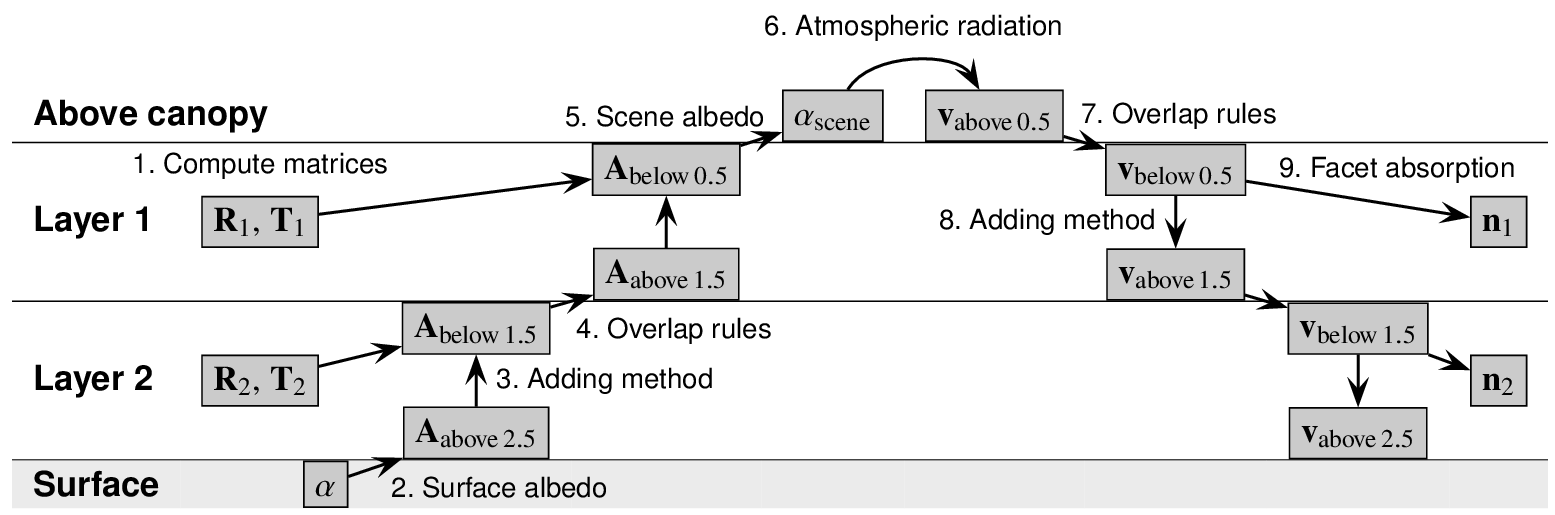 6. Atmospheric radiation
Above canopy
5. Scene albedo
α_scene
v_above 0.5
7. Overlap rules
1. Compute matrices
A_below 0.5
v_below 0.5
9. Facet absorption
Layer 1
R_1, T_1
8. Adding method
n_1
A_above 1.5
v_above 1.5
A_below 1.5
4. Overlap rules
v_below 1.5
Layer 2
R_2, T_2
3. Adding method
n_2
A_above 2.5
v_above 2.5
Surface
α
2. Surface albedo